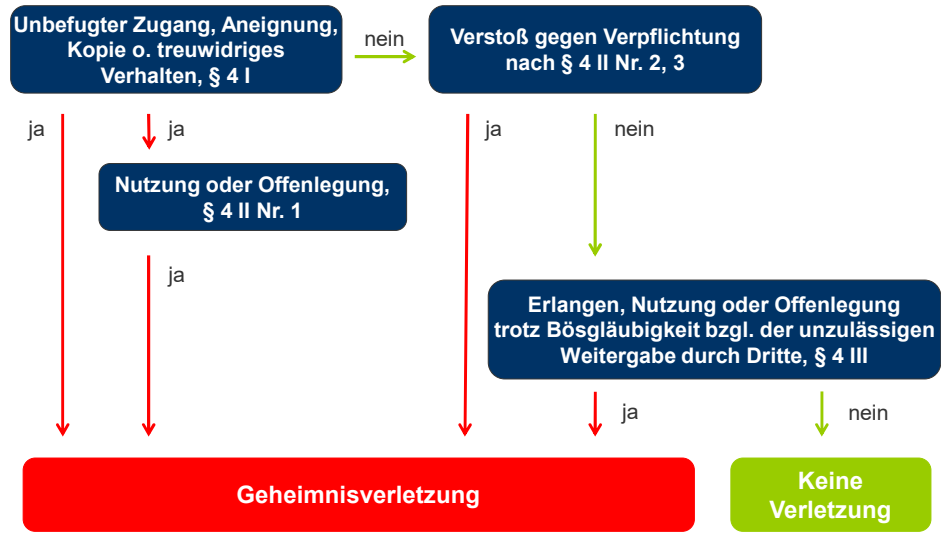 Unbefugter Zugang, Aneignung,
Kopie o. treuwidriges
Verhalten, § 4 I
nein
Verstoß gegen Verpflichtung
nach § 4 II Nr. 2, 3
ja
ja
ja
nein
Nutzung oder Offenlegung,
§ 4 II Nr. 1
ja
Erlangen, Nutzung oder Offenlegung
trotz Bösgläubigkeit bzgl. der unzulässigen
Weitergabe durch Dritte, § 4 III
ja
nein
Geheimnisverletzung
Keine
Verletzung